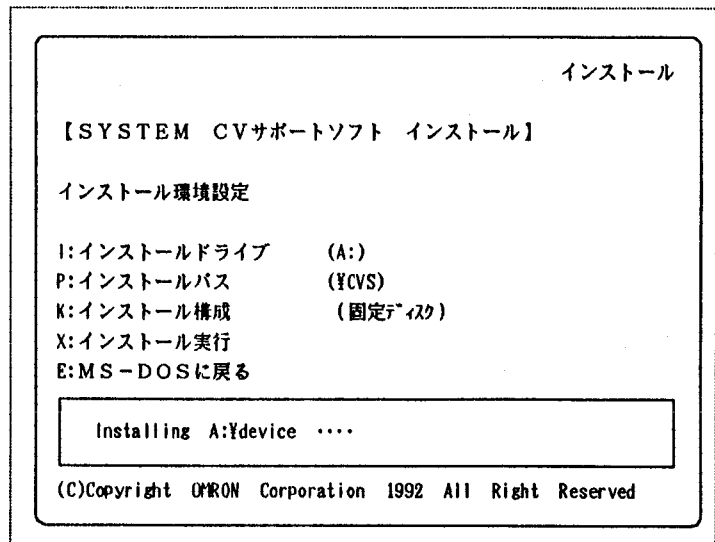 インストール
【SYSTEM CVサポートソフト インストール】
インストール環境設定
I:インストールドライブ (A:)
P:インストールパス (¥CVS)
K:インストール構成 (固定ディスク)
X:インストール実行
E:MS-DOSに戻る
Installing A:¥device ‥‥
(C)Copyright OMRON Corporation 1992 All Right Reserved